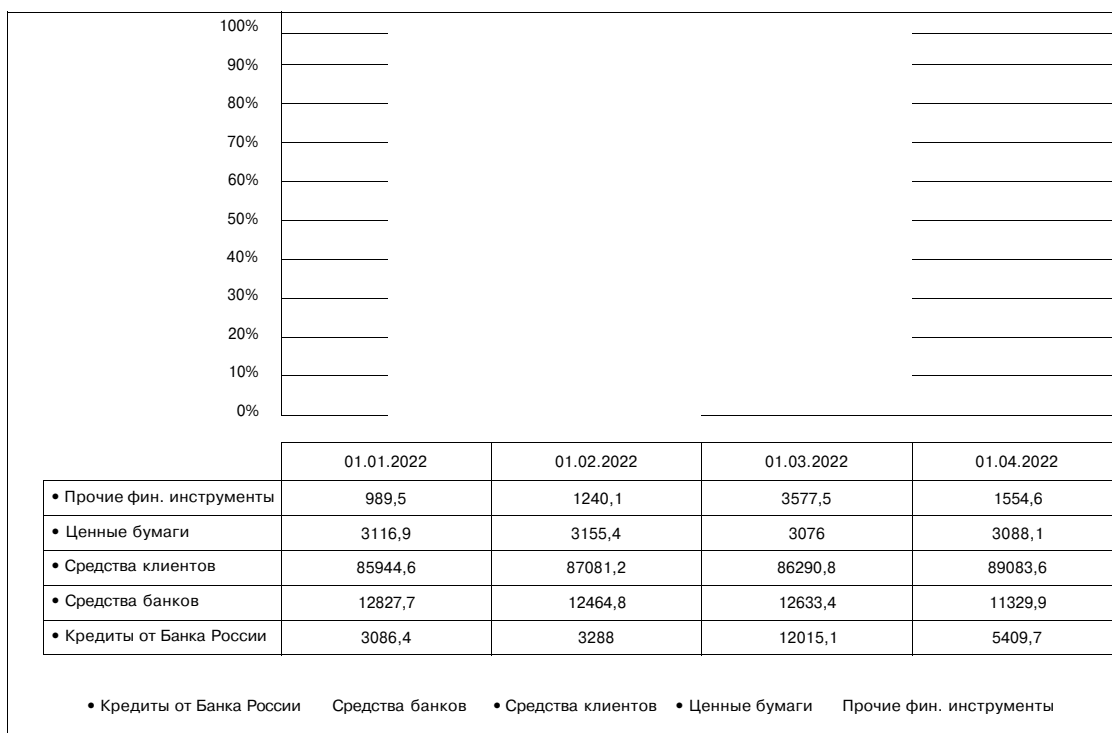 100%
90%
80%
70%
60%
50%
40%
30%
20%
10%
0%
01.01.2022 01.02.2022 01.03.2022 01.04.2022
• Прочие фин. инструменты 989,5 1240,1 3577,5 1554,6
• Ценные бумаги 3116,9 3155,4 3076 3088,1
• Средства клиентов 85944,6 87081,2 86290,8 89083,6
• Средства банков 12827,7 12464,8 12633,4 11329,9
• Кредиты от Банка России 3086,4 3288 12015,1 5409,7
• Кредиты от Банка России Средства банков • Средства клиентов • Ценные бумаги Прочие фин. инструменты